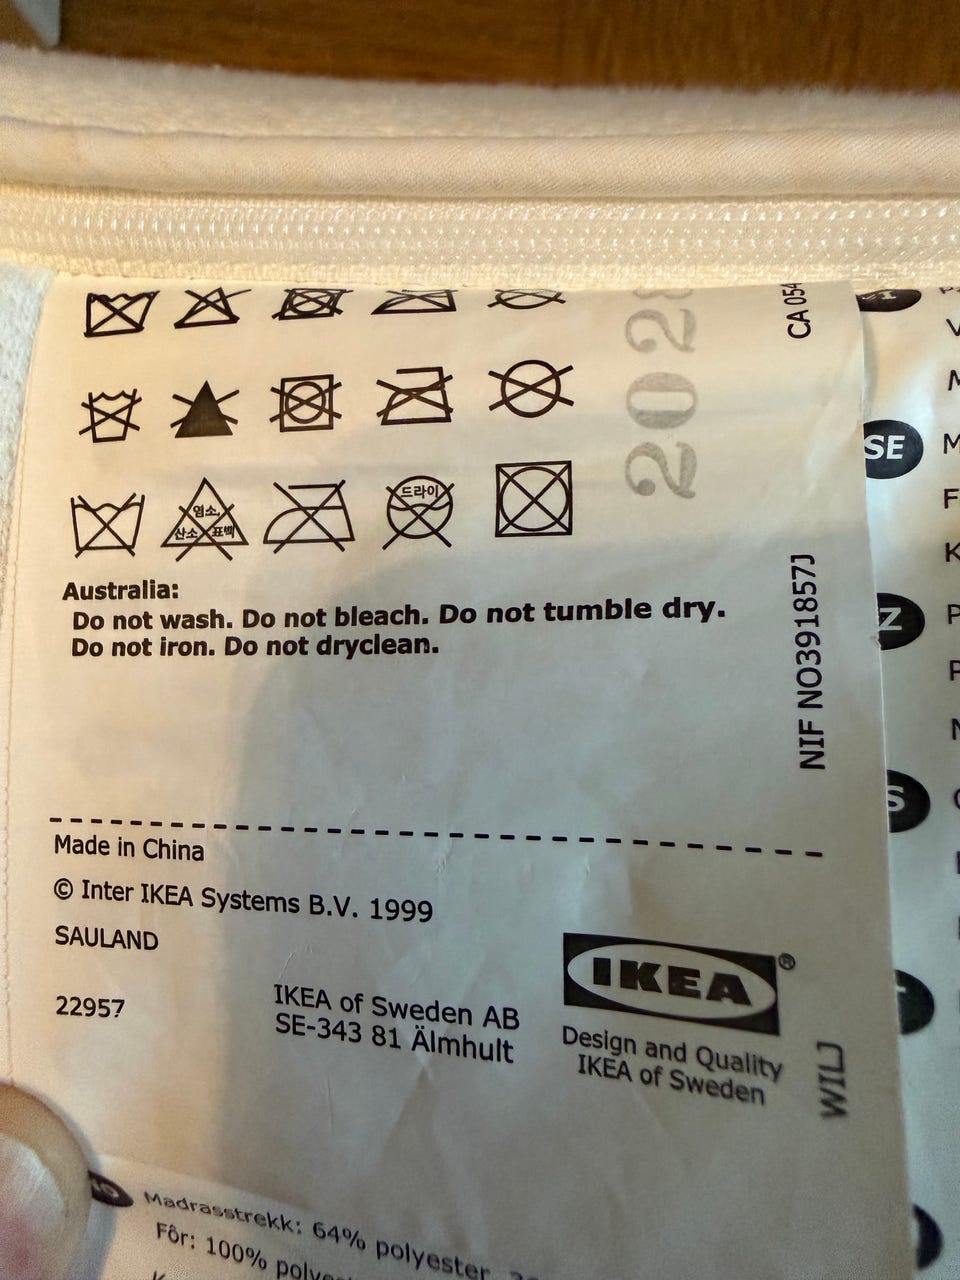 CA 054
202
드라이
염소,
산소 표백
Australia:
Do not wash. Do not bleach. Do not tumble dry.
Do not iron. Do not dryclean.
NIF NO391857J
Made in China
© Inter IKEA Systems B.V. 1999
SAULAND
22957
IKEA of Sweden AB
SE-343 81 Älmhult
IKEA®
Design and Quality
IKEA of Sweden
WILJ
Madrasstrekk: 64% polyester
Fôr: 100% polye
SE
M
F
K
Z
P